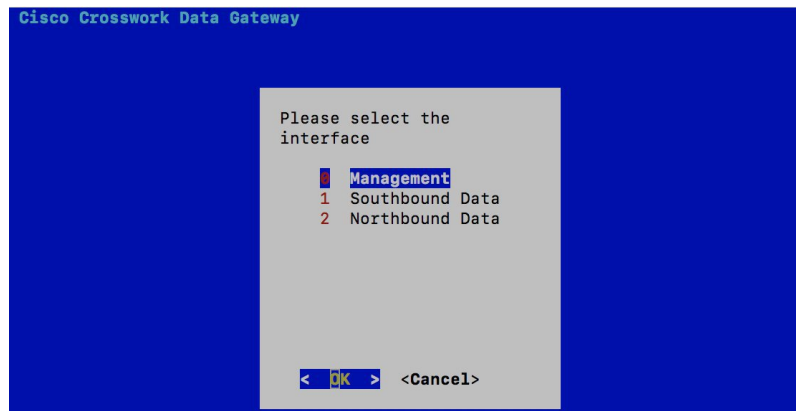 Cisco Crosswork Data Gateway
Please select the
interface
0 Management
1 Southbound Data
2 Northbound Data
< OK > <Cancel>